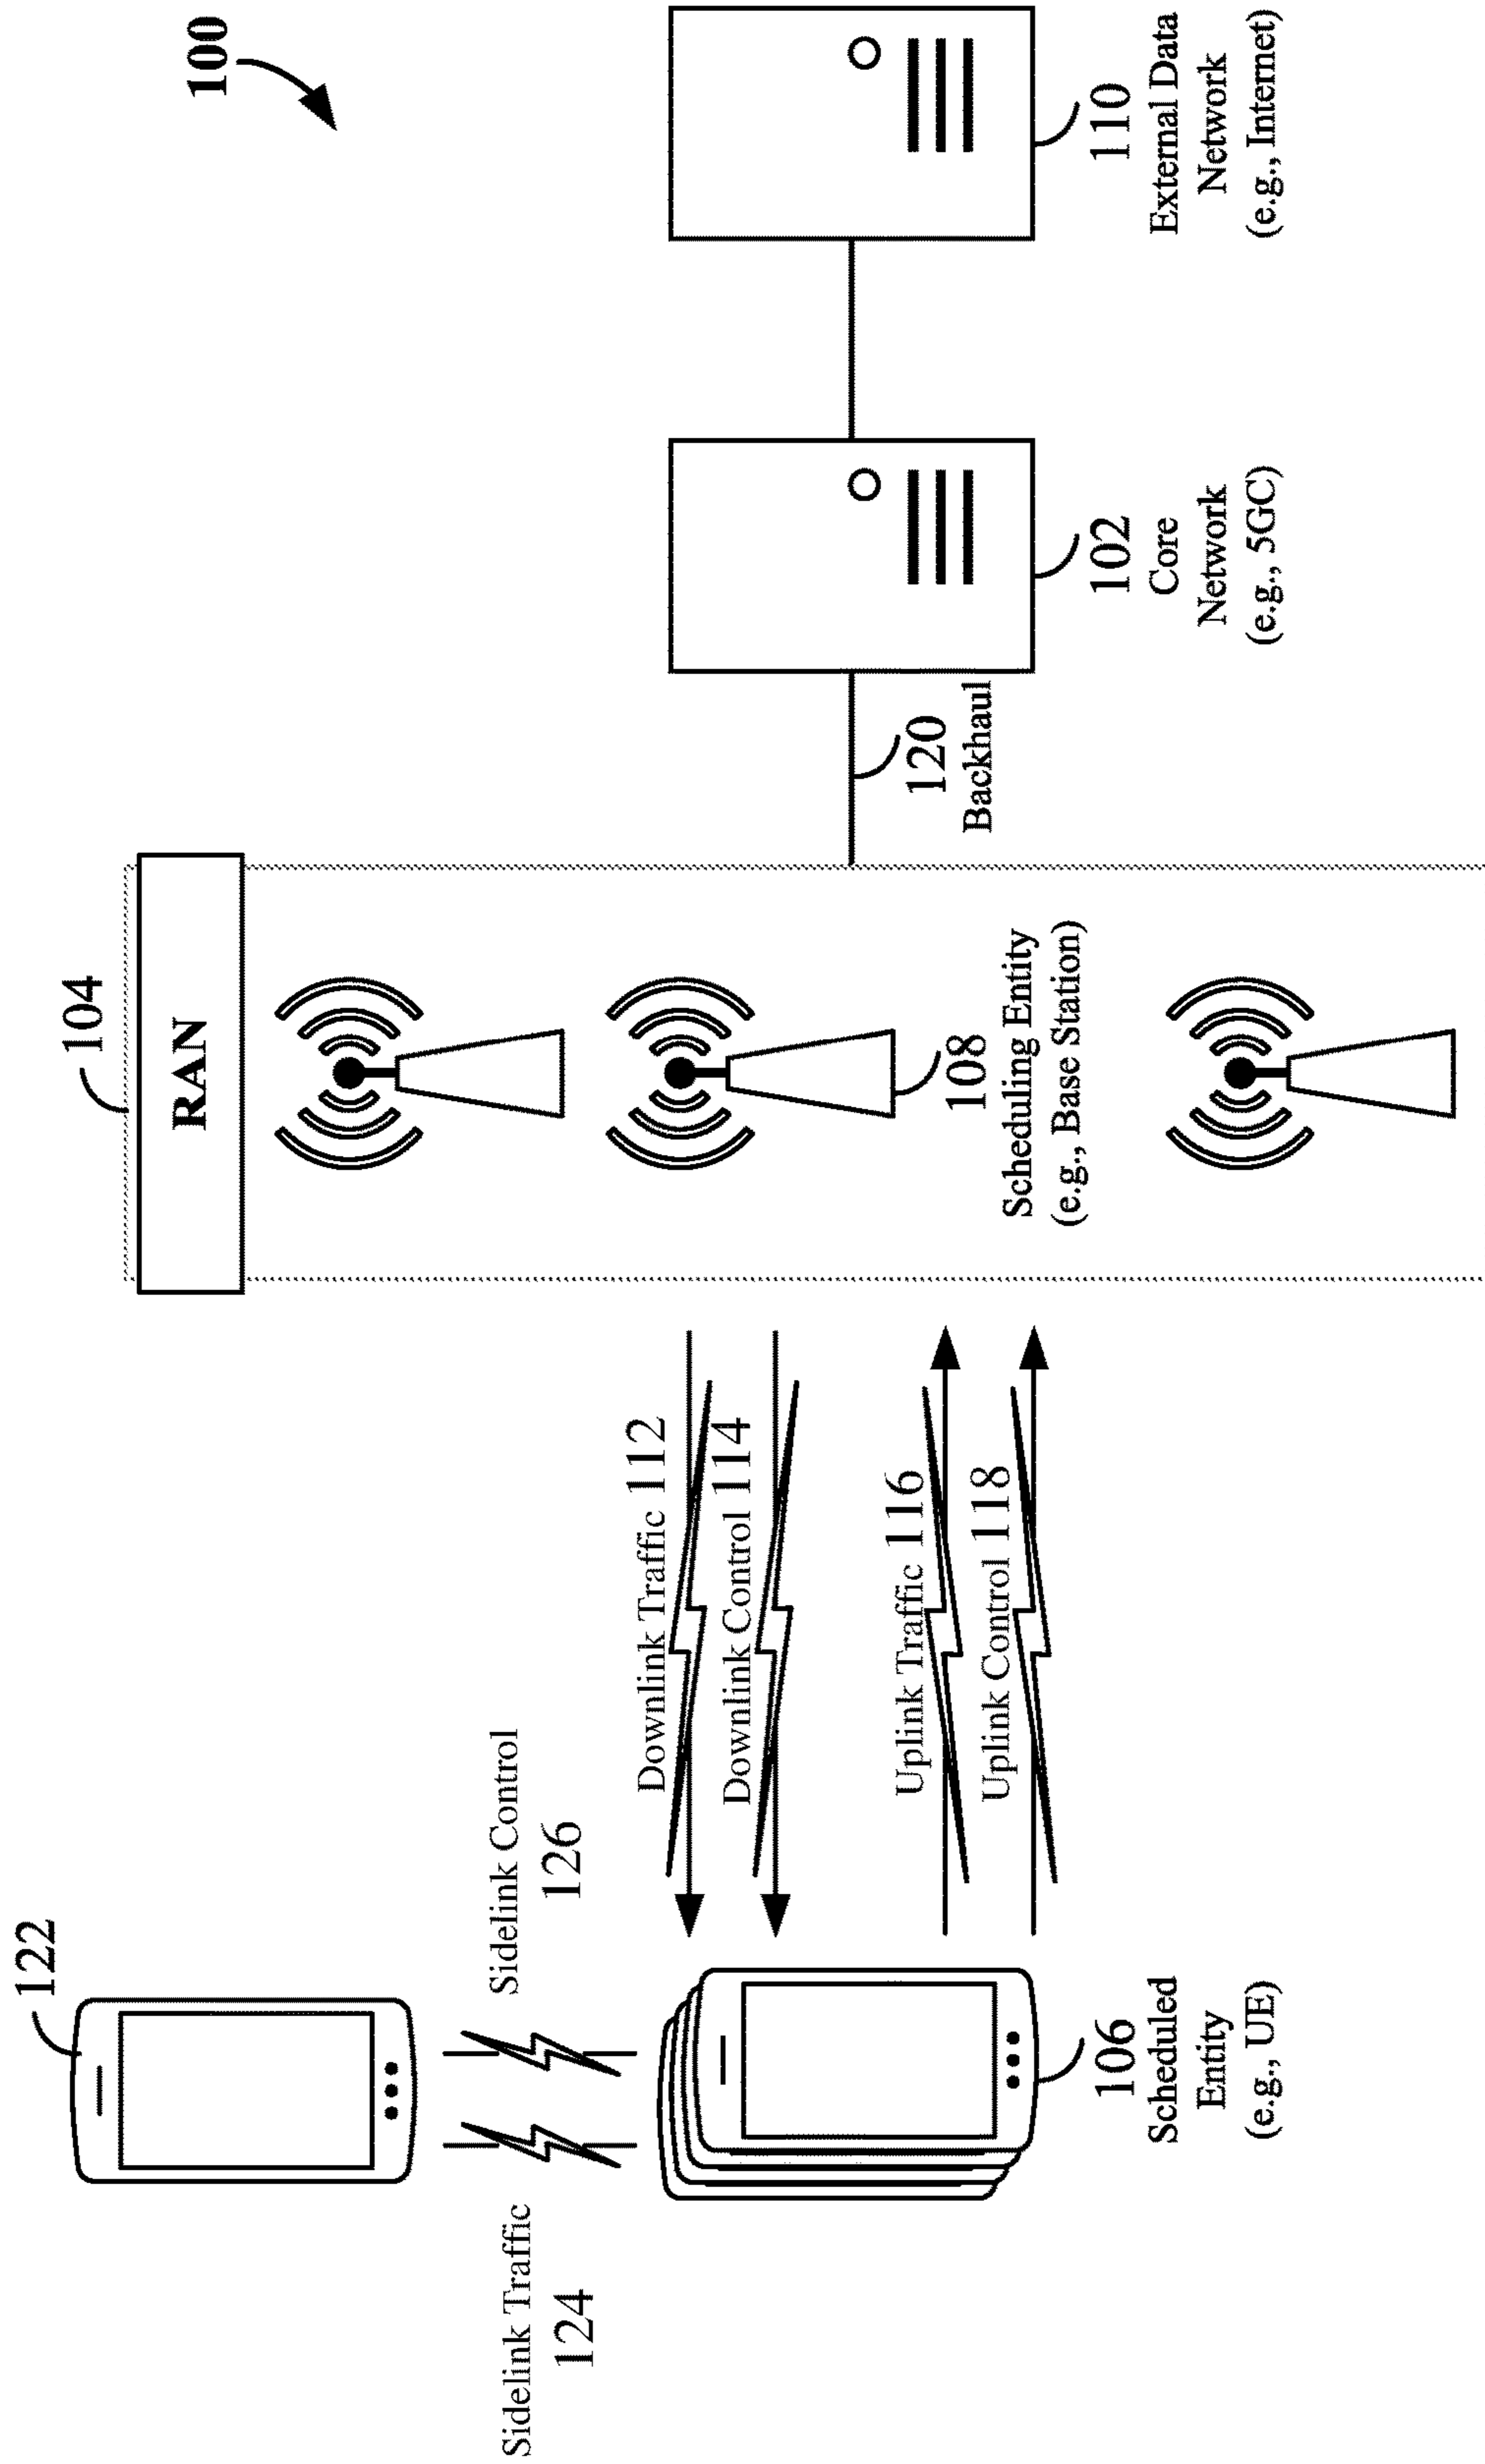 100
122
104
RAN
Sidelink Traffic
124
Sidelink Control
126
Downlink Traffic 112
Downlink Control 114
Uplink Traffic 116
Uplink Control 118
106
Scheduled
Entity
(e.g., UE)
108
Scheduling Entity
(e.g., Base Station)
120
Backhaul
102
Core
Network
(e.g., 5GC)
110
External Data
Network
(e.g., Internet)